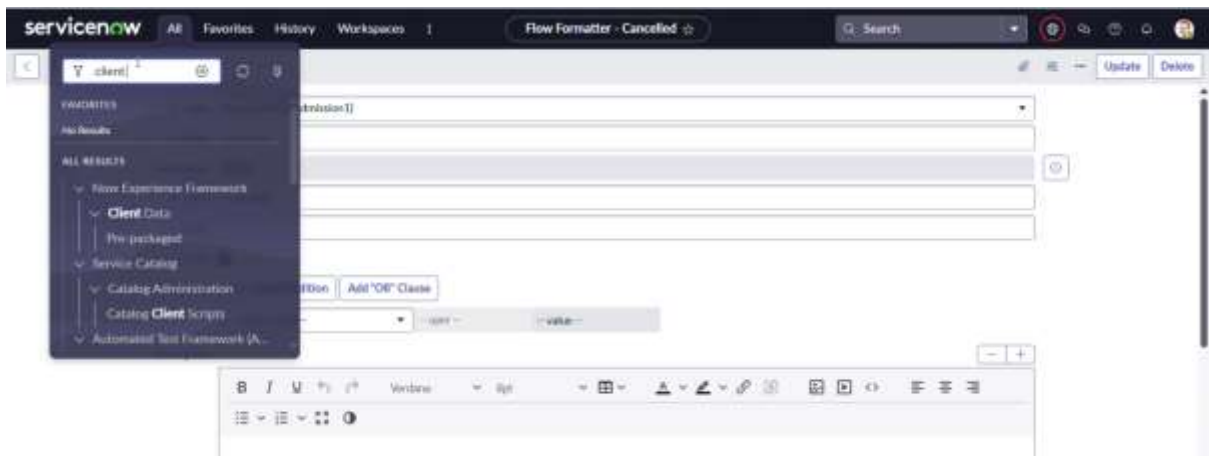 servicenow All Favorites History Workspaces Flow Formatter - Cancelled Search
client Update Delete
FAVORITES
No Results
ALL RESULTS
Now Experience Framework
Client Data
Pre-packaged
Service Catalog
Catalog Administration
Add "OR" Clause
Catalog Client Scripts
-- oper -- -- value --
Automated Test Framework (A...
B I U Verdana 8pt A